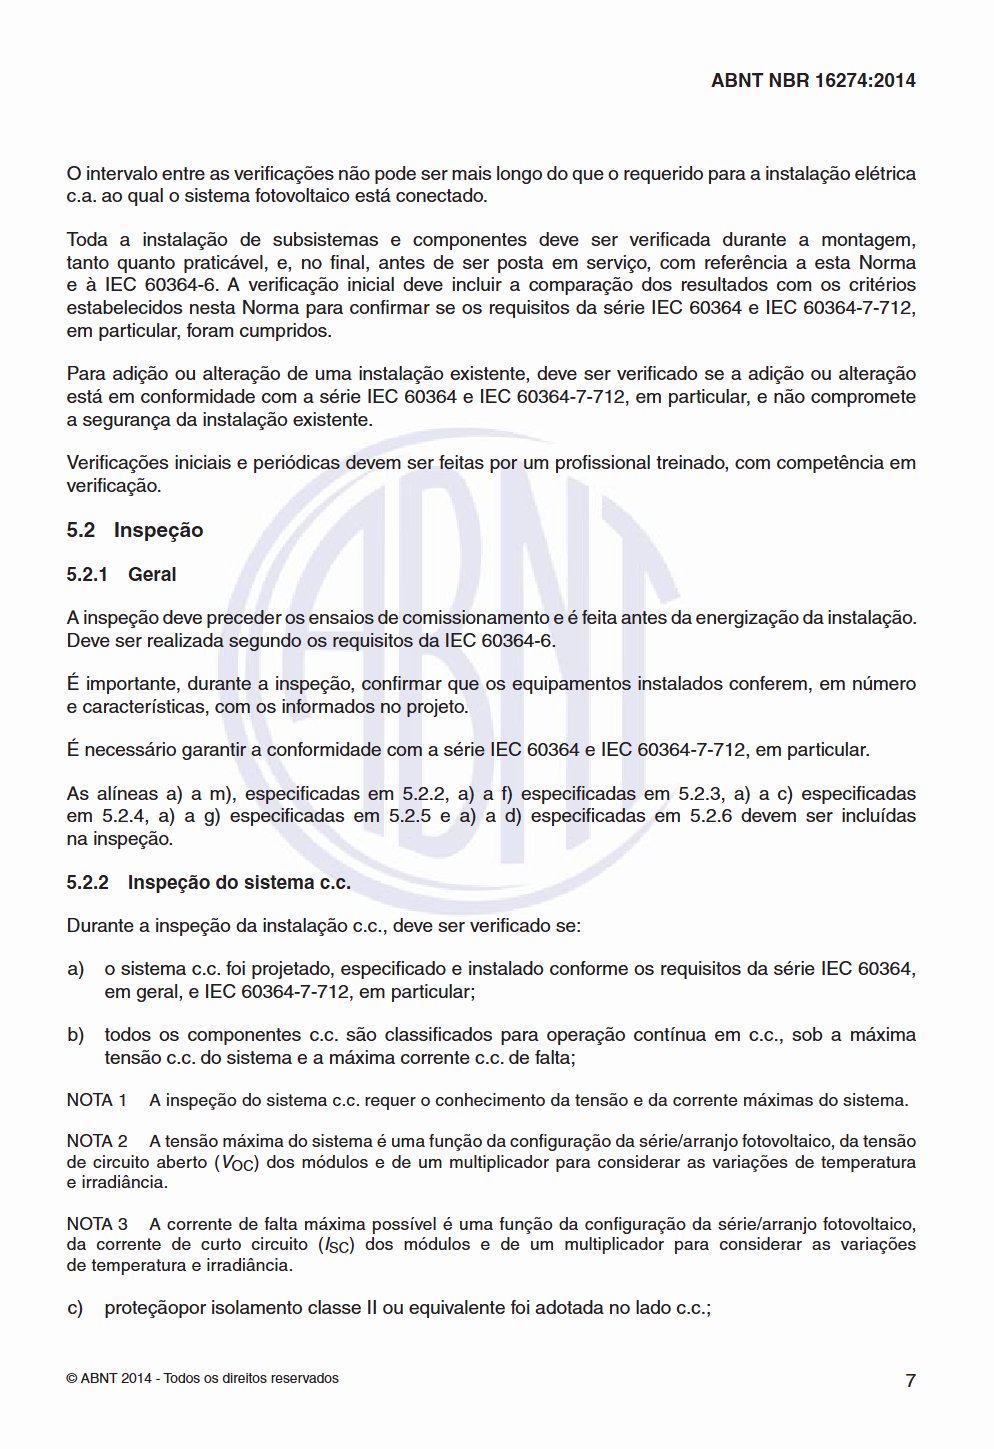 ABNT NBR 16274:2014
O intervalo entre as verificações não pode ser mais longo do que o requerido para a instalação elétrica
c.a. ao qual o sistema fotovoltaico está conectado.
Toda a instalação de subsistemas e componentes deve ser verificada durante a montagem,
tanto quanto praticável, e, no final, antes de ser posta em serviço, com referência a esta Norma
e à IEC 60364-6. A verificação inicial deve incluir a comparação dos resultados com os critérios
estabelecidos nesta Norma para confirmar se os requisitos da série IEC 60364 e IEC 60364-7-712,
em particular, foram cumpridos.
Para adição ou alteração de uma instalação existente, deve ser verificado se a adição ou alteração
está em conformidade com a série IEC 60364 e IEC 60364-7-712, em particular, e não compromete
a segurança da instalação existente.
Verificações iniciais e periódicas devem ser feitas por um profissional treinado, com competência em
verificação.
5.2 Inspeção
5.2.1 Geral
A inspeção deve preceder os ensaios de comissionamento e é feita antes da energização da instalação.
Deve ser realizada segundo os requisitos da IEC 60364-6.
É importante, durante a inspeção, confirmar que os equipamentos instalados conferem, em número
e características, com os informados no projeto.
É necessário garantir a conformidade com a série IEC 60364 e IEC 60364-7-712, em particular.
As alíneas a) a m), especificadas em 5.2.2, a) a f) especificadas em 5.2.3, a) a c) especificadas
em 5.2.4, a) a g) especificadas em 5.2.5 e a) a d) especificadas em 5.2.6 devem ser incluídas
na inspeção.
5.2.2 Inspeção do sistema c.c.
Durante a inspeção da instalação c.c., deve ser verificado se:
a) o sistema c.c. foi projetado, especificado e instalado conforme os requisitos da série IEC 60364,
em geral, e IEC 60364-7-712, em particular;
b) todos os componentes c.c. são classificados para operação contínua em c.c., sob a máxima
tensão c.c. do sistema e a máxima corrente c.c. de falta;
NOTA 1 A inspeção do sistema c.c. requer o conhecimento da tensão e da corrente máximas do sistema.
NOTA 2 A tensão máxima do sistema é uma função da configuração da série/arranjo fotovoltaico, da tensão
de circuito aberto (VOC) dos módulos e de um multiplicador para considerar as variações de temperatura
e irradiância.
NOTA 3 A corrente de falta máxima possível é uma função da configuração da série/arranjo fotovoltaico,
da corrente de curto circuito (ISC) dos módulos e de um multiplicador para considerar as variações
de temperatura e irradiância.
c) proteçãopor isolamento classe II ou equivalente foi adotada no lado c.c.;
© ABNT 2014 - Todos os direitos reservados
7
ABNT